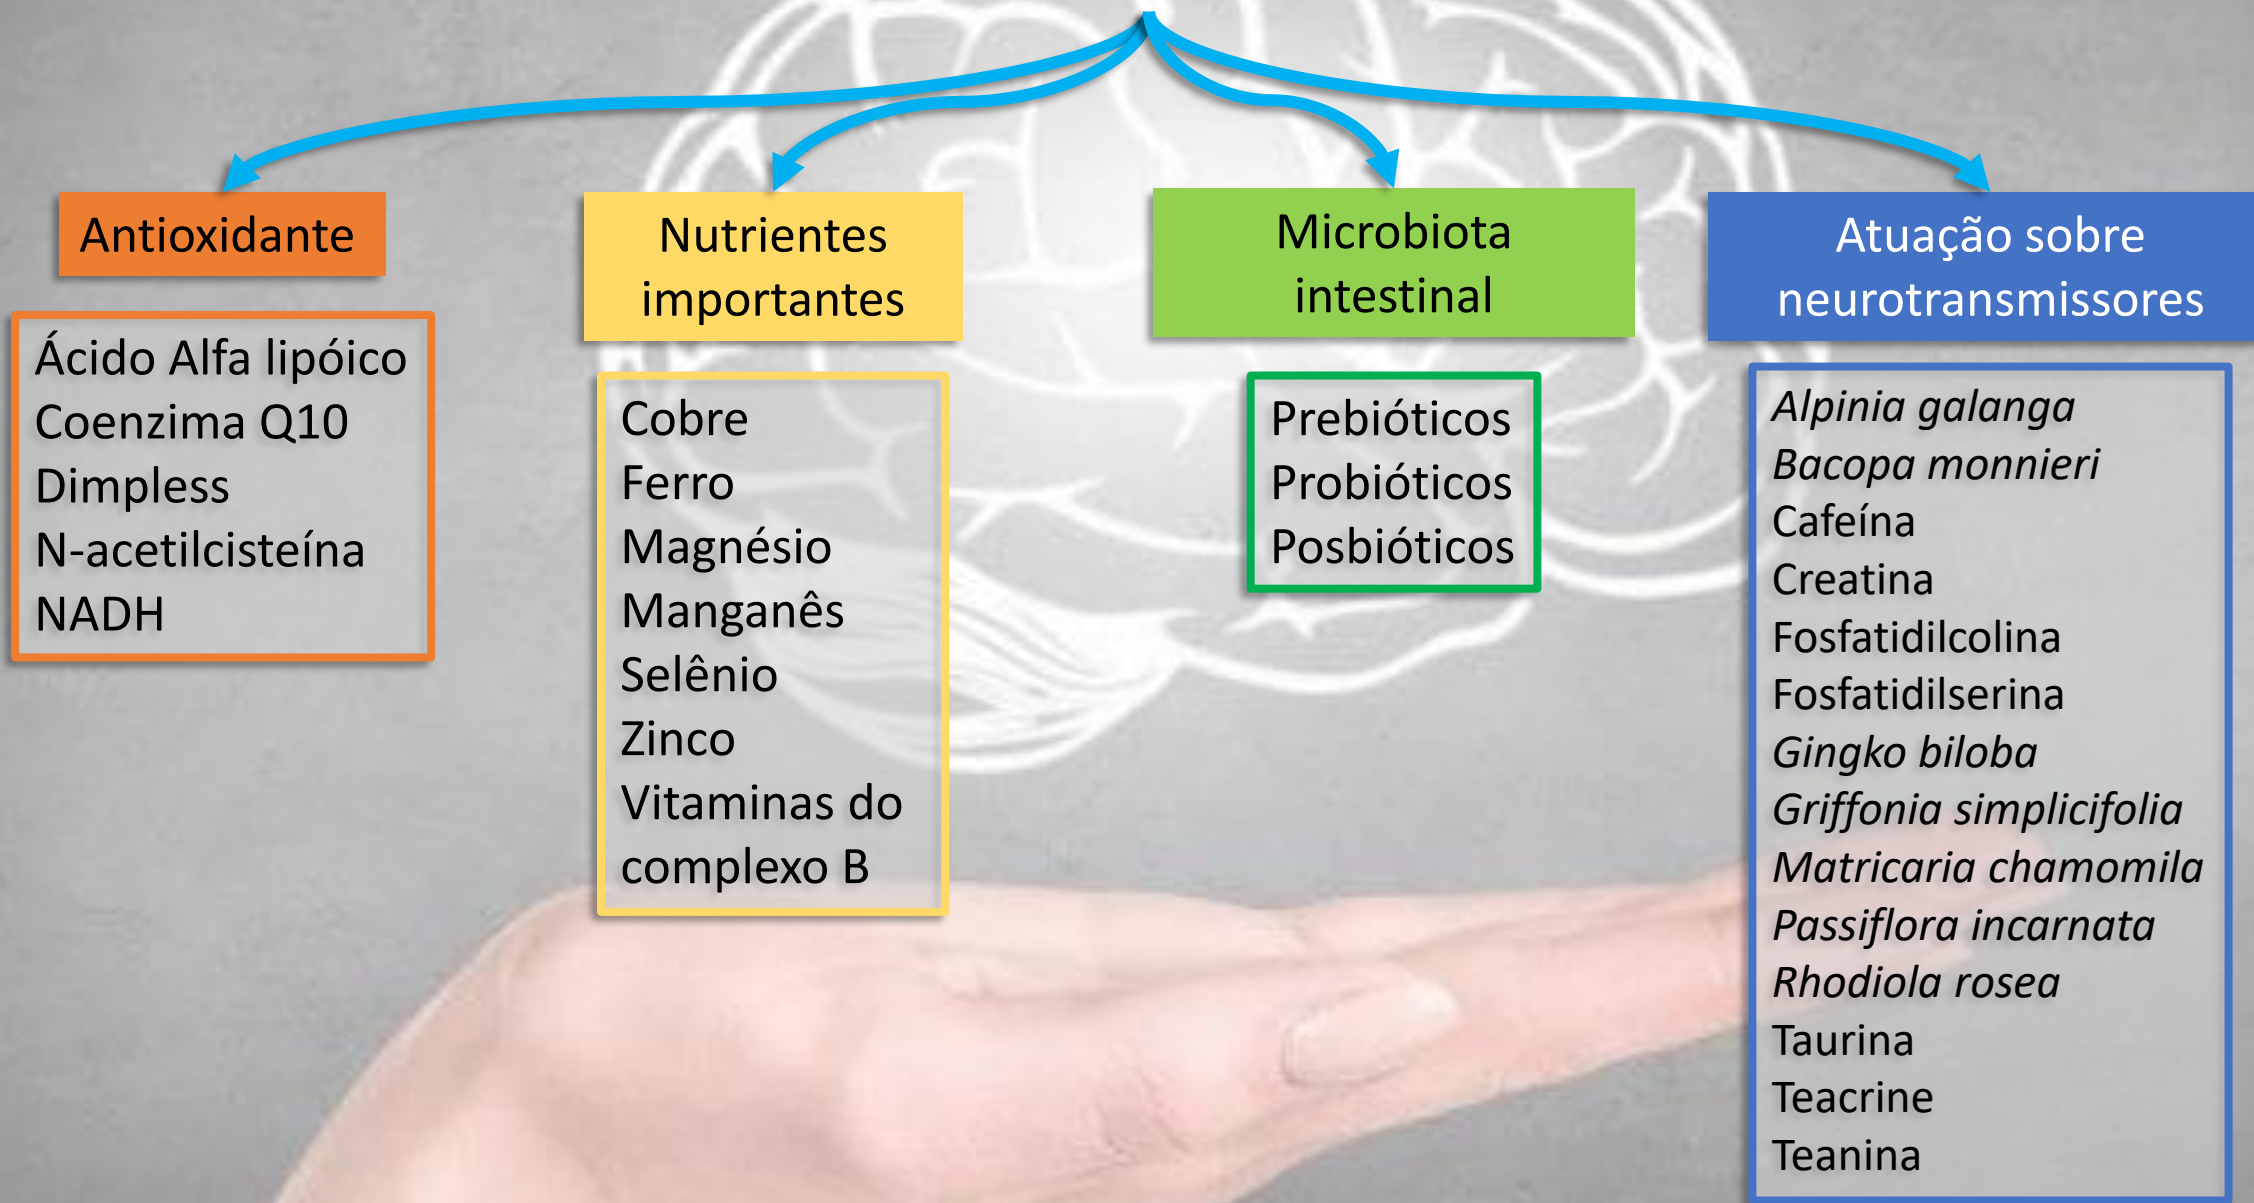 Antioxidante
Ácido Alfa lipóico
Coenzima Q10
Dimpless
N-acetilcisteína
NADH
Nutrientes
importantes
Cobre
Ferro
Magnésio
Manganês
Selênio
Zinco
Vitaminas do
complexo B
Microbiota
intestinal
Prebióticos
Probióticos
Posbióticos
Atuação sobre
neurotransmissores
Alpinia galanga
Bacopa monnieri
Cafeína
Creatina
Fosfatidilcolina
Fosfatidilserina
Gingko biloba
Griffonia simplicifolia
Matricaria chamomila
Passiflora incarnata
Rhodiola rosea
Taurina
Teacrine
Teanina